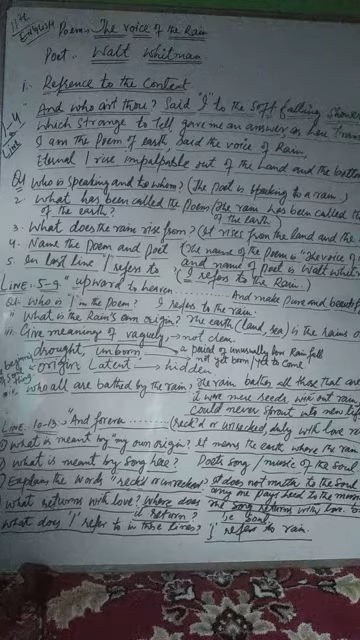 11th
English Poem: The voice of the Rain
Poet. Walt Whitman
i. Refrence to the Context
L. 1-4
Line
"And who art thou? Said "I" to the soft falling shower
Which strange to tell gave me an answer as here
I am the Poem of earth, Said the voice of Rain,
Eternal I rise impalpable out of the land and the
Q1 Who is speaking and to whom? (The Poet is speaking to a rain)
2. What has been called the Poem of the earth? (The rain has been called the of the earth)
3. What does the rain rise from? (It rises from the land and the
4. Name the Poem and Poet (The name of the Poem is "The voice of and name of Poet is Walt Whit
5. In last line 'I' refers to (I refers to the Rain.)
Line: 5-9 "upward to heaven ......... And make pure and beauti
Q1. Who is 'I' in the Poem? I refers to the rain.
" What is the Rain's own origin? The earth (land, sea) is the rain's o
vi. Give meaning of vaguely, → not clear.
drought, unborn → a period of unusually low Rain fall
not yet born/yet to come
origin, Latent → hidden
who all are bathed by the rain, The rain bathes all those that are
it were mere seeds without rain
could never sprout into new life
Line: 10-13, "And forever ......... (reck'd or unreck'd, duly with love
What is meant by "my own origin? It means the earth where the rain
What is meant by song here? Poet's song / music of the Soul
Explain the words "reck'd or unreck'd" It does not matter to the
any one pays heed to the
What returns with love? Where does it return? The song returns with love to
What does 'I' refer to in these lines? 'I' refers to rain.